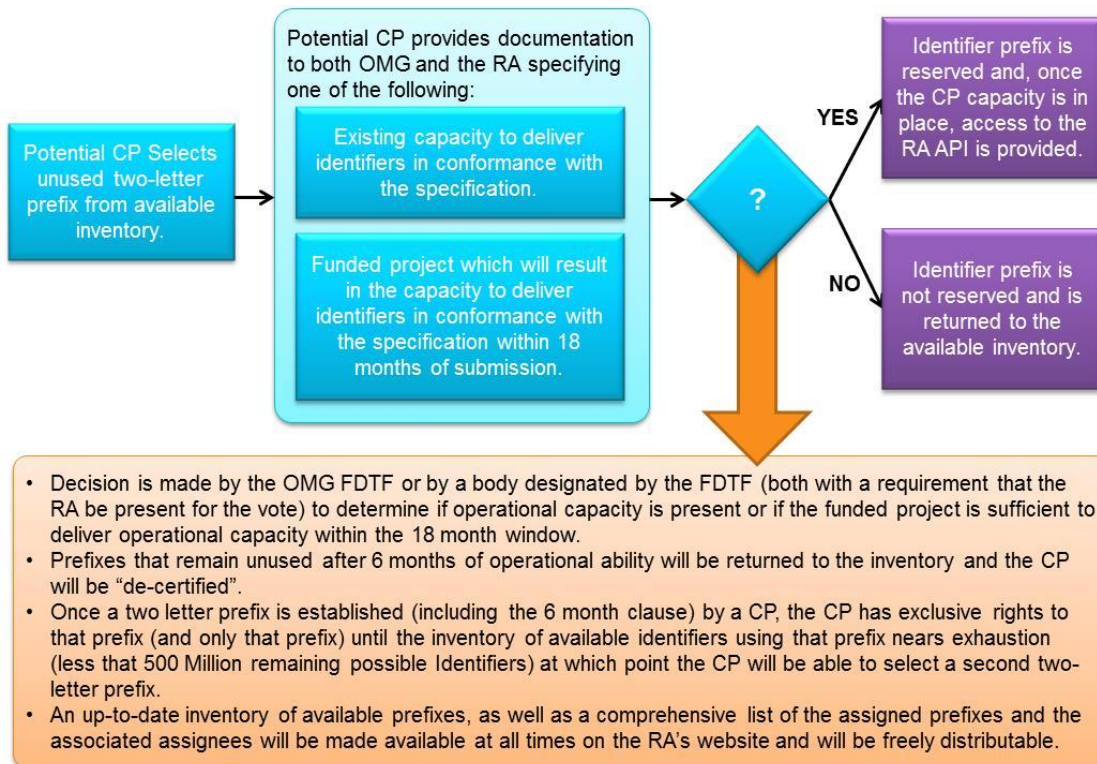 Potential CP Selects
unused two-letter
prefix from available
inventory.
Potential CP provides documentation
to both OMG and the RA specifying
one of the following:
Existing capacity to deliver
identifiers in conformance with
the specification.
Funded project which will result
in the capacity to deliver
identifiers in conformance with
the specification within 18
months of submission.
?
YES
Identifier prefix is
reserved and, once
the CP capacity is in
place, access to the
RA API is provided.
NO
Identifier prefix is
not reserved and is
returned to the
available inventory.
• Decision is made by the OMG FDTF or by a body designated by the FDTF (both with a requirement that the
RA be present for the vote) to determine if operational capacity is present or if the funded project is sufficient to
deliver operational capacity within the 18 month window.
• Prefixes that remain unused after 6 months of operational ability will be returned to the inventory and the CP
will be “de-certified”.
• Once a two letter prefix is established (including the 6 month clause) by a CP, the CP has exclusive rights to
that prefix (and only that prefix) until the inventory of available identifiers using that prefix nears exhaustion
(less that 500 Million remaining possible Identifiers) at which point the CP will be able to select a second two-
letter prefix.
• An up-to-date inventory of available prefixes, as well as a comprehensive list of the assigned prefixes and the
associated assignees will be made available at all times on the RA’s website and will be freely distributable.